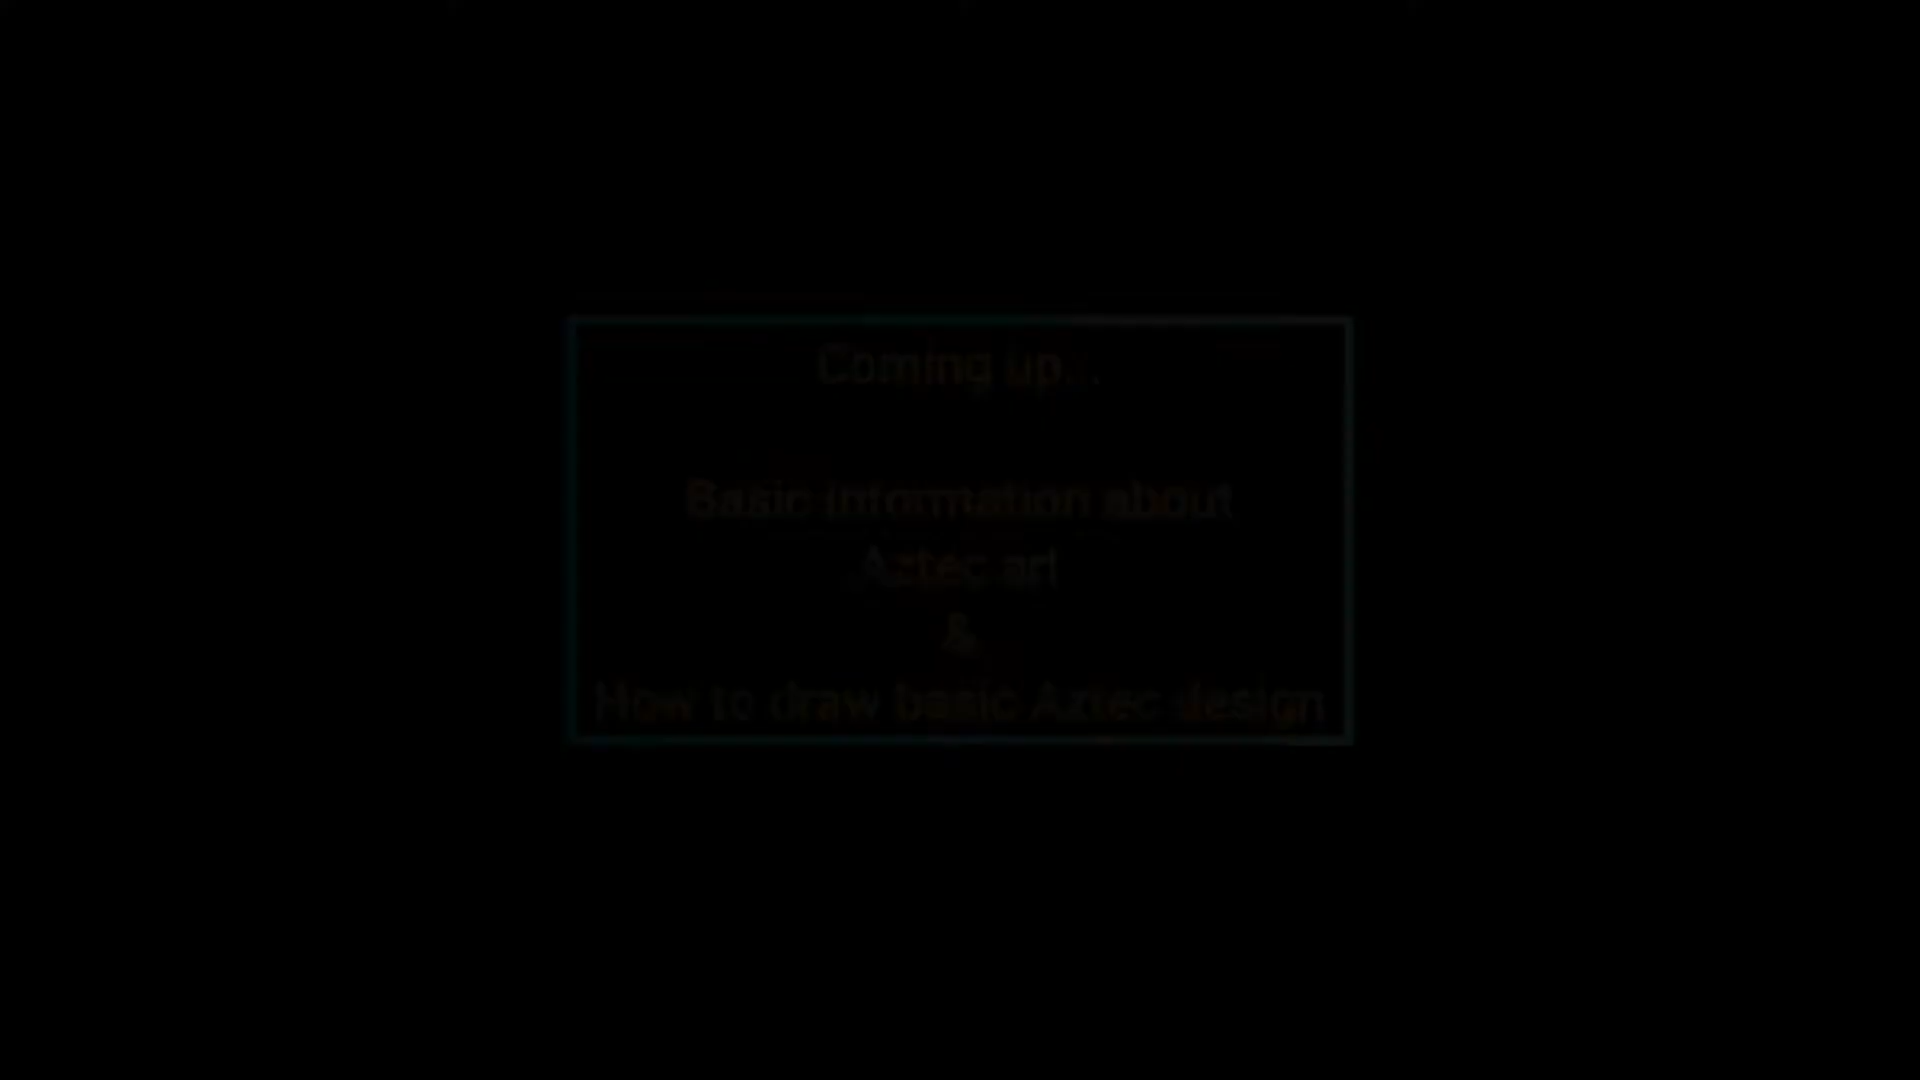 Coming up...
Basic information about
Aztec art
&
How to draw basic Aztec design